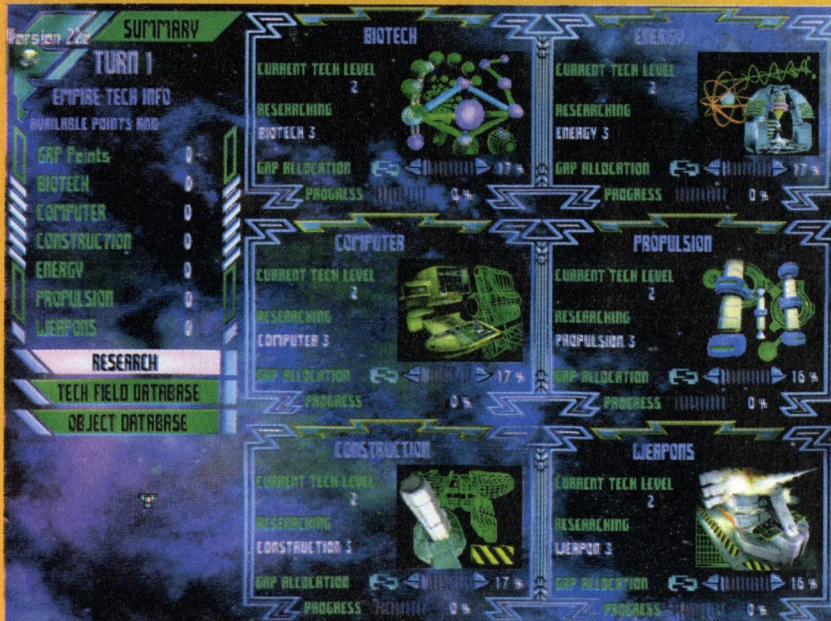 SUMMARY
TURN 1
EMPIRE TECH INFO
AVAILABLE POINTS AND
GRP Points 0
BIOTECH 0
COMPUTER 0
CONSTRUCTION 0
ENERGY 0
PROPULSION 0
WEAPONS 0
RESEARCH
TECH FIELD DATABASE
OBJECT DATABASE
BIOTECH
CURRENT TECH LEVEL
2
RESEARCHING
BIOTECH 3
GRP ALLOCATION 17 %
PROGRESS 0 %
ENERGY
CURRENT TECH LEVEL
2
RESEARCHING
ENERGY 3
GRP ALLOCATION 17 %
PROGRESS 0 %
COMPUTER
CURRENT TECH LEVEL
2
RESEARCHING
COMPUTER 3
GRP ALLOCATION 17 %
PROGRESS 0 %
PROPULSION
CURRENT TECH LEVEL
2
RESEARCHING
PROPULSION 3
GRP ALLOCATION 16 %
PROGRESS 0 %
CONSTRUCTION
CURRENT TECH LEVEL
2
RESEARCHING
CONSTRUCTION 3
GRP ALLOCATION 17 %
PROGRESS 0 %
WEAPONS
CURRENT TECH LEVEL
2
RESEARCHING
WEAPON 3
GRP ALLOCATION 16 %
PROGRESS 0 %